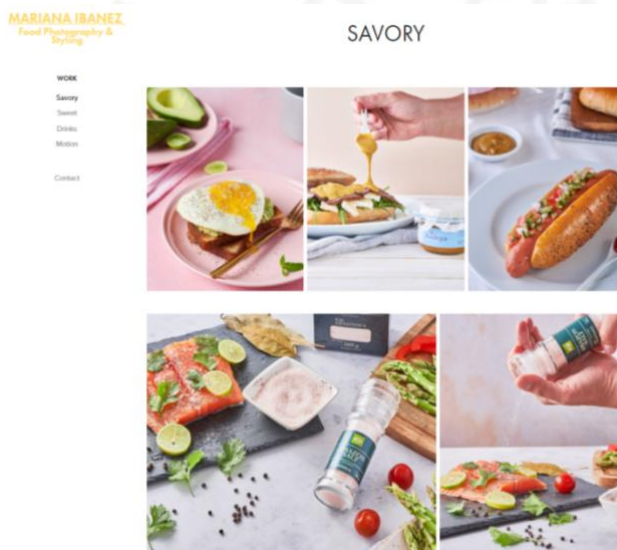 MARIANA IBANEZ
Food Photography &
Styling
SAVORY
WORK
Savory
Sweet
Drinks
Motion
Contact